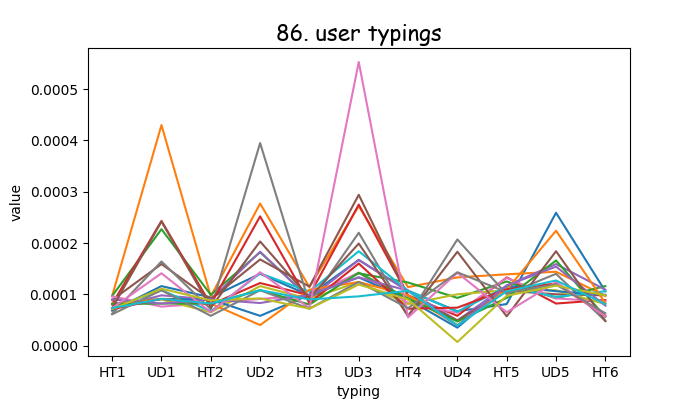 86. user typings
value
0.0005
0.0004
0.0003
0.0002
0.0001
0.0000
HT1 UD1 HT2 UD2 HT3 UD3 HT4 UD4 HT5 UD5 HT6
typing